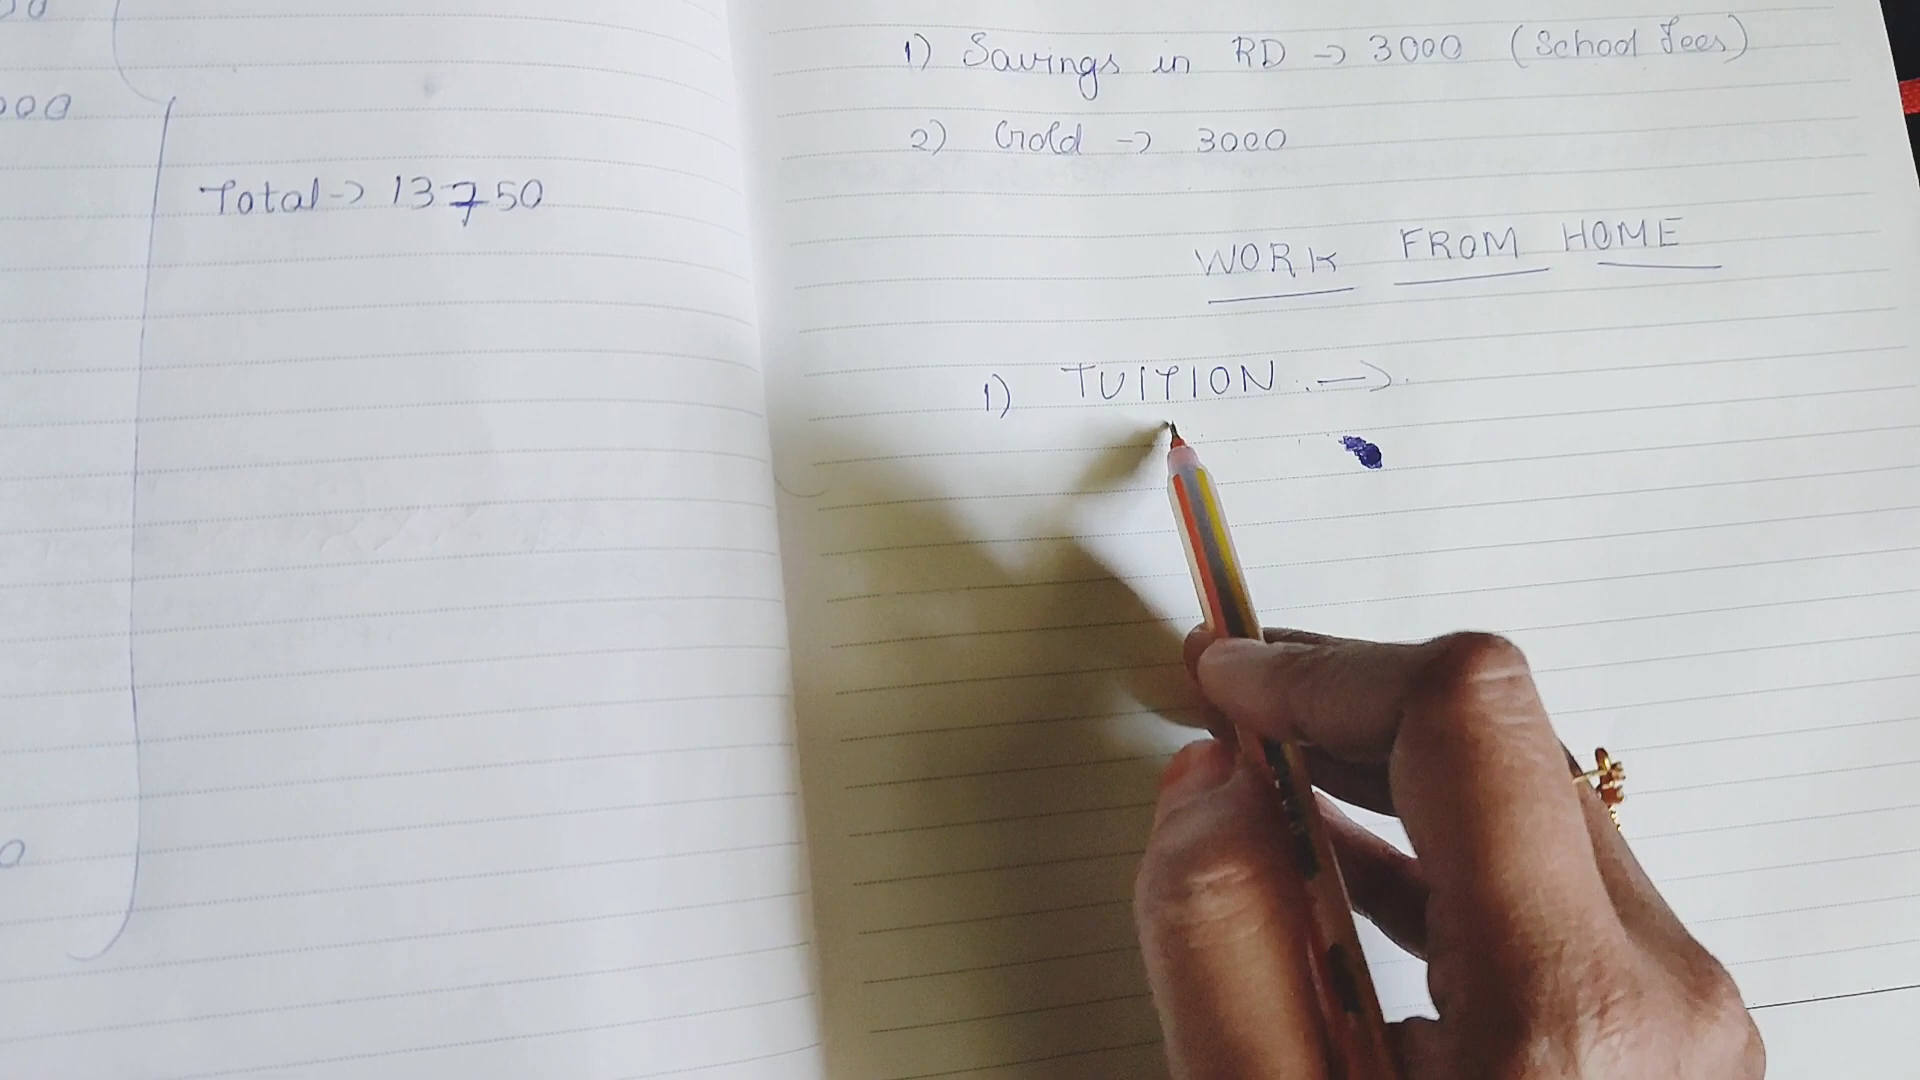 Total -> 13750
1) Savings in RD -> 3000 (School fees)
2) Gold -> 3000
WORK FROM HOME
1) TUITION ->